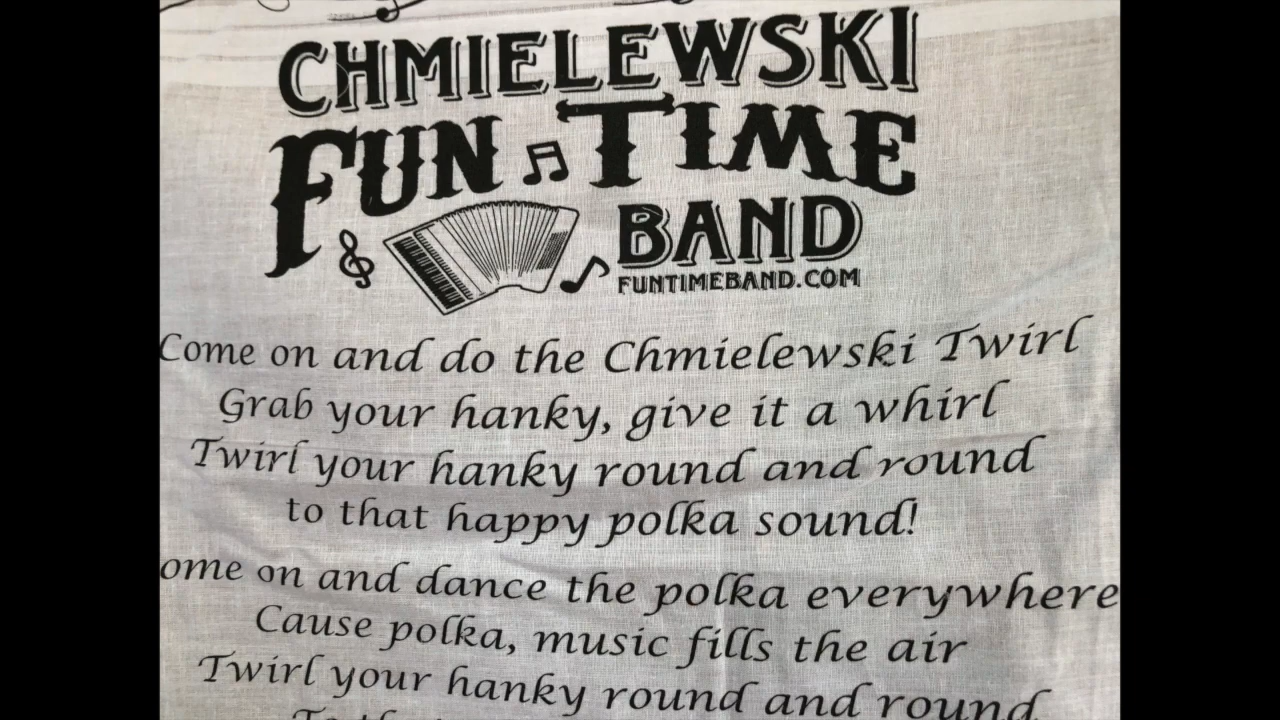 CHMIELEWSKI
FUN TIME
BAND
FUNTIMEBAND.COM
Come on and do the Chmielewski Twirl
Grab your hanky, give it a whirl
Twirl your hanky round and round
to that happy polka sound!
ome on and dance the polka everywhere
Cause polka, music fills the air
Twirl your hanky round and round